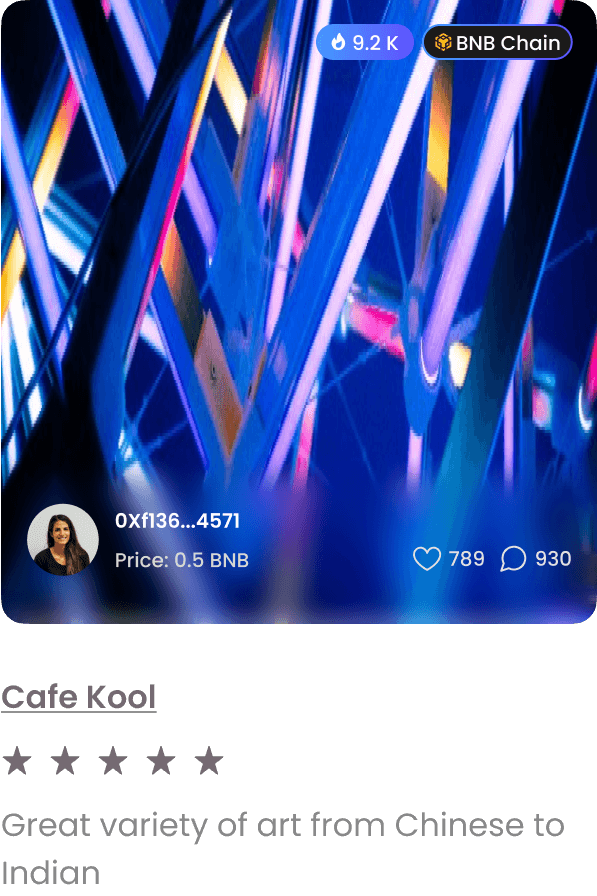 9.2 K
BNB Chain
0Xf136...4571
Price: 0.5 BNB
789
930
Cafe Kool
Great variety of art from Chinese to
Indian